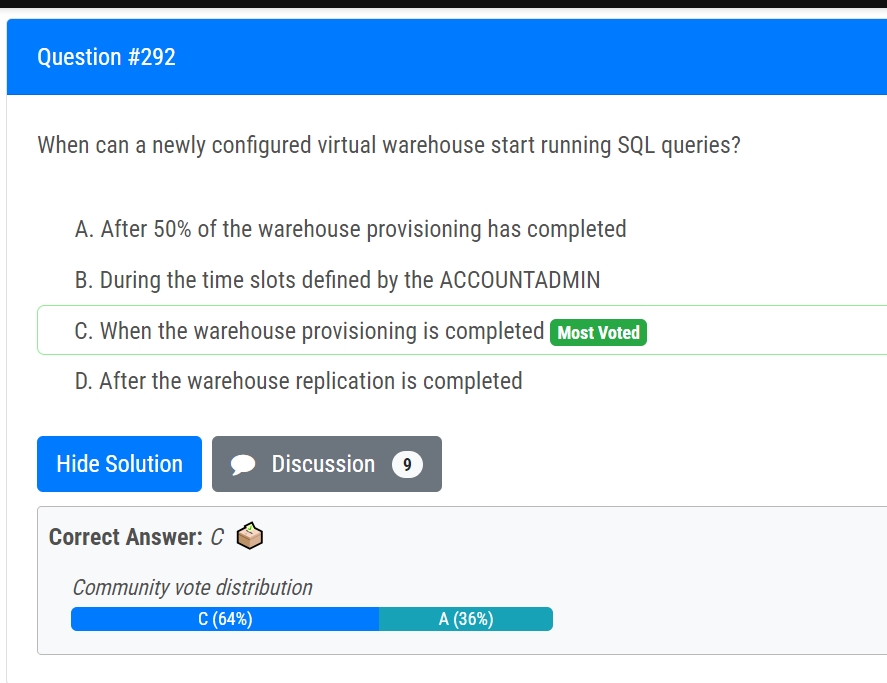 Question #292
When can a newly configured virtual warehouse start running SQL queries?
A. After 50% of the warehouse provisioning has completed
B. During the time slots defined by the ACCOUNTADMIN
C. When the warehouse provisioning is completed Most Voted
D. After the warehouse replication is completed
Hide Solution Discussion 9
Correct Answer: C
Community vote distribution
C (64%) A (36%)